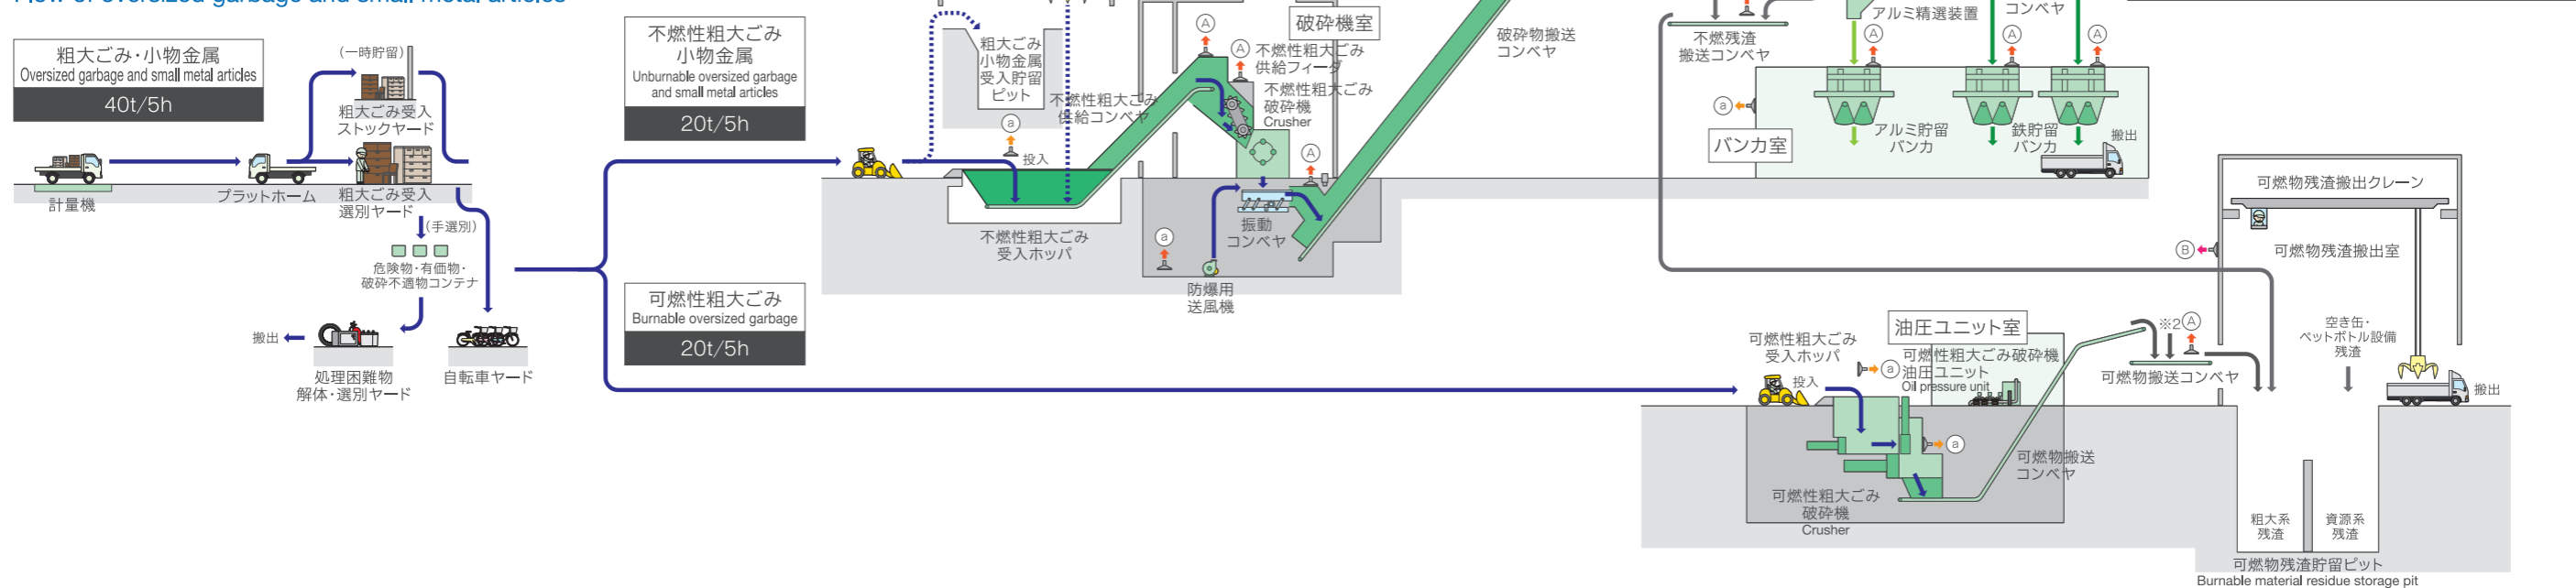 Flow of oversized garbage and small metal articles
粗大ごみ・小物金属
Oversized garbage and small metal articles
40t/5h
(一時貯留)
粗大ごみ受入
ストックヤード
計量機
プラットホーム
粗大ごみ受入
選別ヤード
(手選別)
危険物・有価物・
破砕不適物コンテナ
搬出
処理困難物
解体・選別ヤード
自転車ヤード
不燃性粗大ごみ
小物金属
Unburnable oversized garbage
and small metal articles
20t/5h
可燃性粗大ごみ
Burnable oversized garbage
20t/5h
粗大ごみ
小物金属
受入貯留
ピット
a
投入
不燃性粗大ごみ
供給コンベヤ
不燃性粗大ごみ
受入ホッパ
A
A
不燃性粗大ごみ
供給フィーダ
不燃性粗大ごみ
破砕機
Crusher
破砕機室
A
振動
コンベヤ
a
防爆用
送風機
破砕物搬送
コンベヤ
不燃残渣
搬送コンベヤ
アルミ精選装置
コンベヤ
A
A
A
a
バンカ室
アルミ貯留
バンカ
鉄貯留
バンカ
搬出
可燃物残渣搬出クレーン
B
可燃物残渣搬出室
可燃性粗大ごみ
受入ホッパ
投入
a
油圧ユニット室
可燃性粗大ごみ破砕機
油圧ユニット
Oil pressure unit
a
可燃性粗大ごみ
破砕機
Crusher
可燃物搬送
コンベヤ
※2
A
可燃物搬送コンベヤ
空き缶・
ペットボトル設備
残渣
搬出
粗大系
残渣
資源系
残渣
可燃物残渣貯留ピット
Burnable material residue storage pit